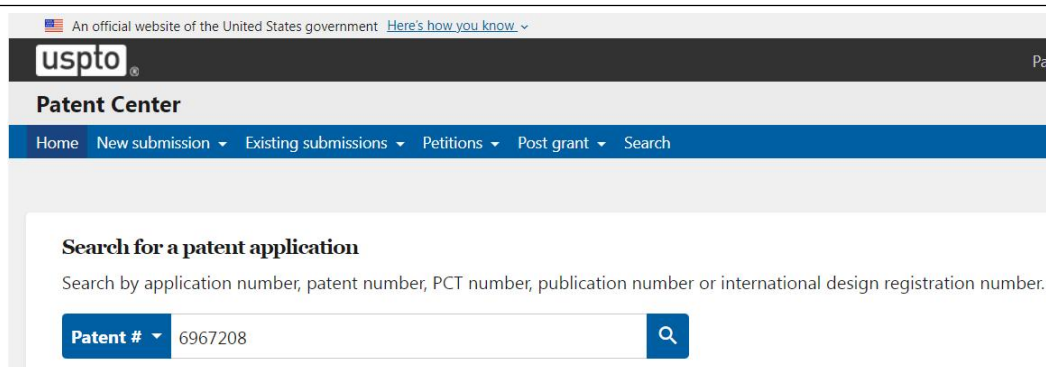 An official website of the United States government Here's how you know
uspto ®
Patent Center
Home New submission Existing submissions Petitions Post grant Search
Search for a patent application
Search by application number, patent number, PCT number, publication number or international design registration number.
Patent # 6967208